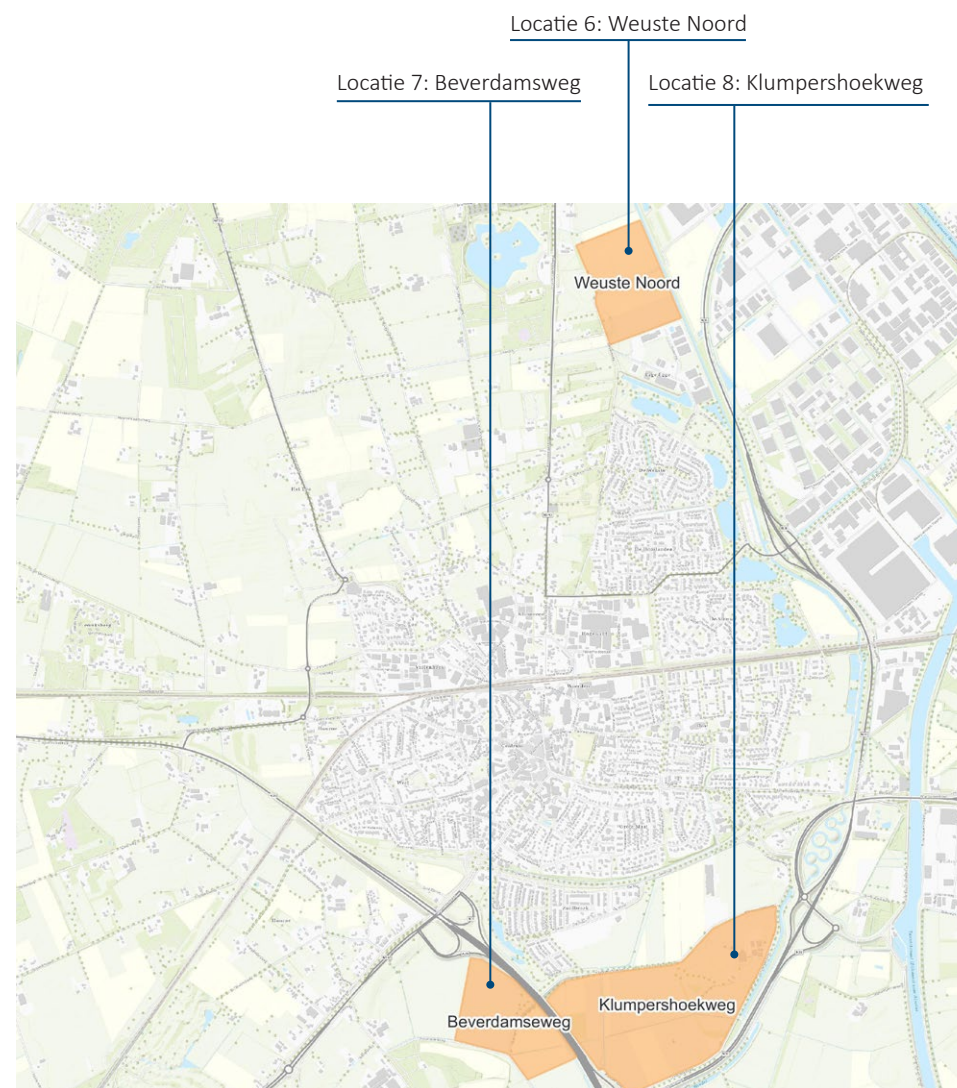 Locatie 6: Weuste Noord
Locatie 7: Beverdamsweg
Locatie 8: Klumpershoekweg
Weuste Noord
Klumpershoekweg
Beverdamseweg